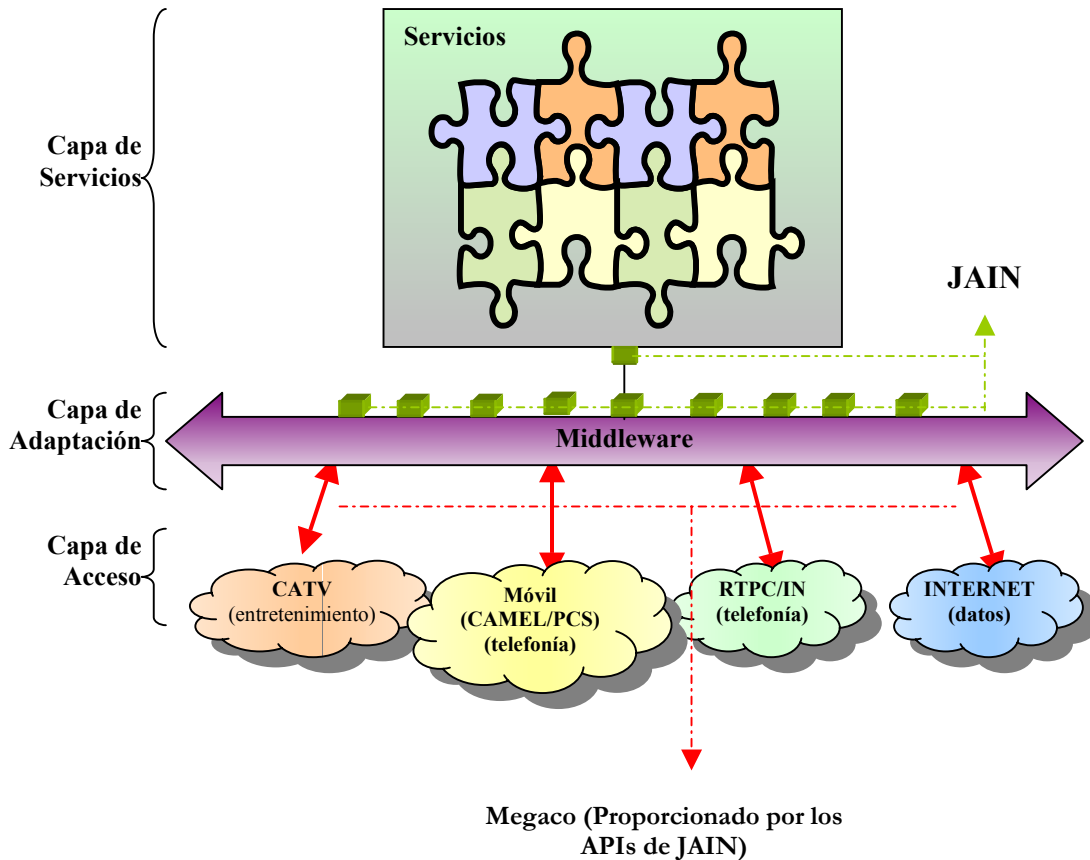 Servicios
Capa de
Servicios
JAIN
Capa de
Adaptación
Middleware
Capa de
Acceso
CATV
(entretenimiento)
Móvil
(CAMEL/PCS)
(telefonía)
RTPC/IN
(telefonía)
INTERNET
(datos)
Megaco (Proporcionado por los
APIs de JAIN)